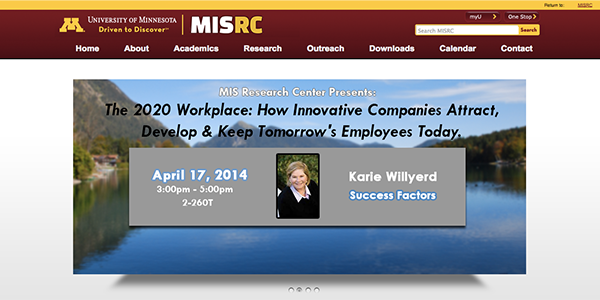 Return to: MISRC
myU One Stop
UNIVERSITY OF MINNESOTA
Driven to Discover℠
MISRC
Search MISRC Search
Home About Academics Research Outreach Downloads Calendar Contact
MIS Research Center Presents:
The 2020 Workplace: How Innovative Companies Attract,
Develop & Keep Tomorrow's Employees Today.
April 17, 2014
3:00pm - 5:00pm
2-260T
Karie Willyerd
Success Factors